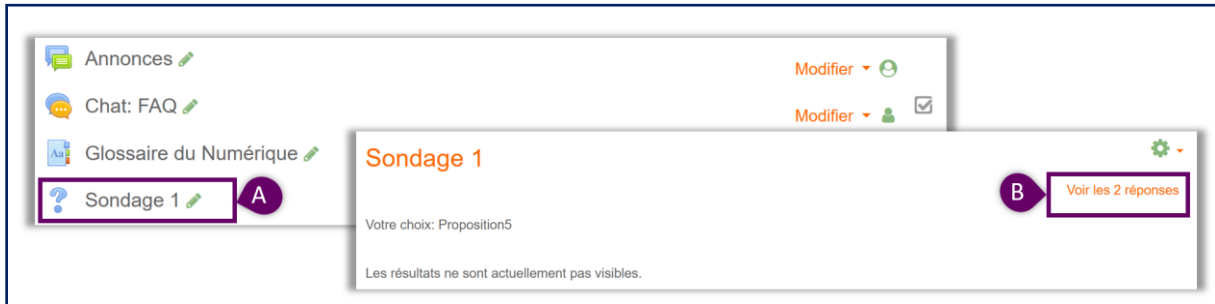 Annonces
Modifier
Chat: FAQ
Modifier
Glossaire du Numérique
Sondage 1
A
Sondage 1
B
Voir les 2 réponses
Votre choix: Proposition5
Les résultats ne sont actuellement pas visibles.